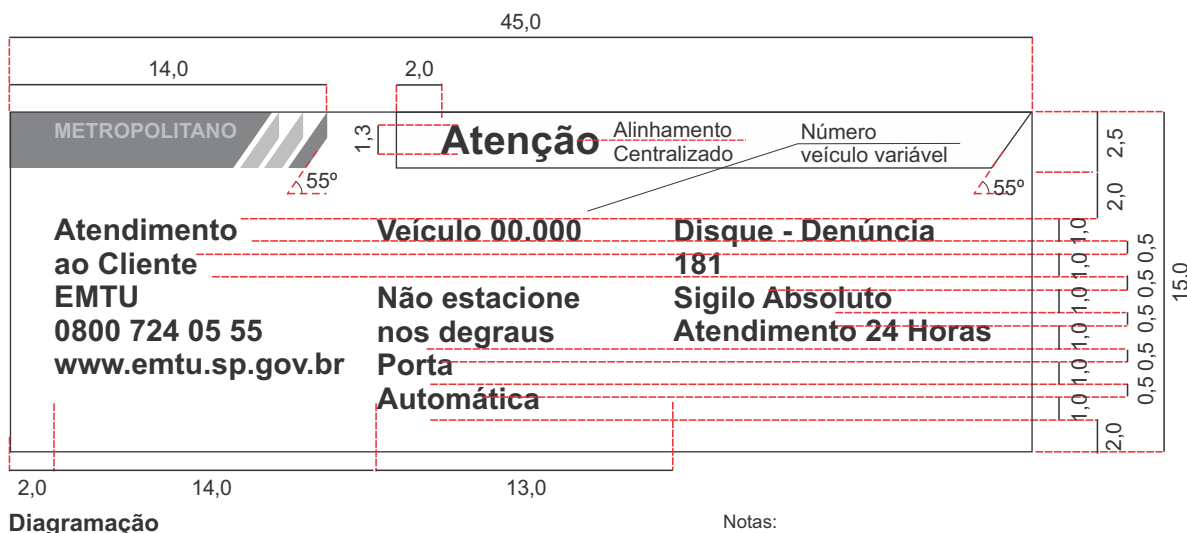 45,0
14,0
2,0
METROPOLITANO
1,3
Atenção
Alinhamento
Centralizado
Número
veículo variável
2,5
55º
55º
2,0
Atendimento
ao Cliente
EMTU
0800 724 05 55
www.emtu.sp.gov.br
Veículo 00.000
Não estacione
nos degraus
Porta
Automática
Disque - Denúncia
181
Sigilo Absoluto
Atendimento 24 Horas
1,0
1,0
1,0
1,0
1,0
1,0
0,5
0,5
0,5
0,5
0,5
15,0
2,0
2,0
14,0
13,0
Diagramação
Notas: